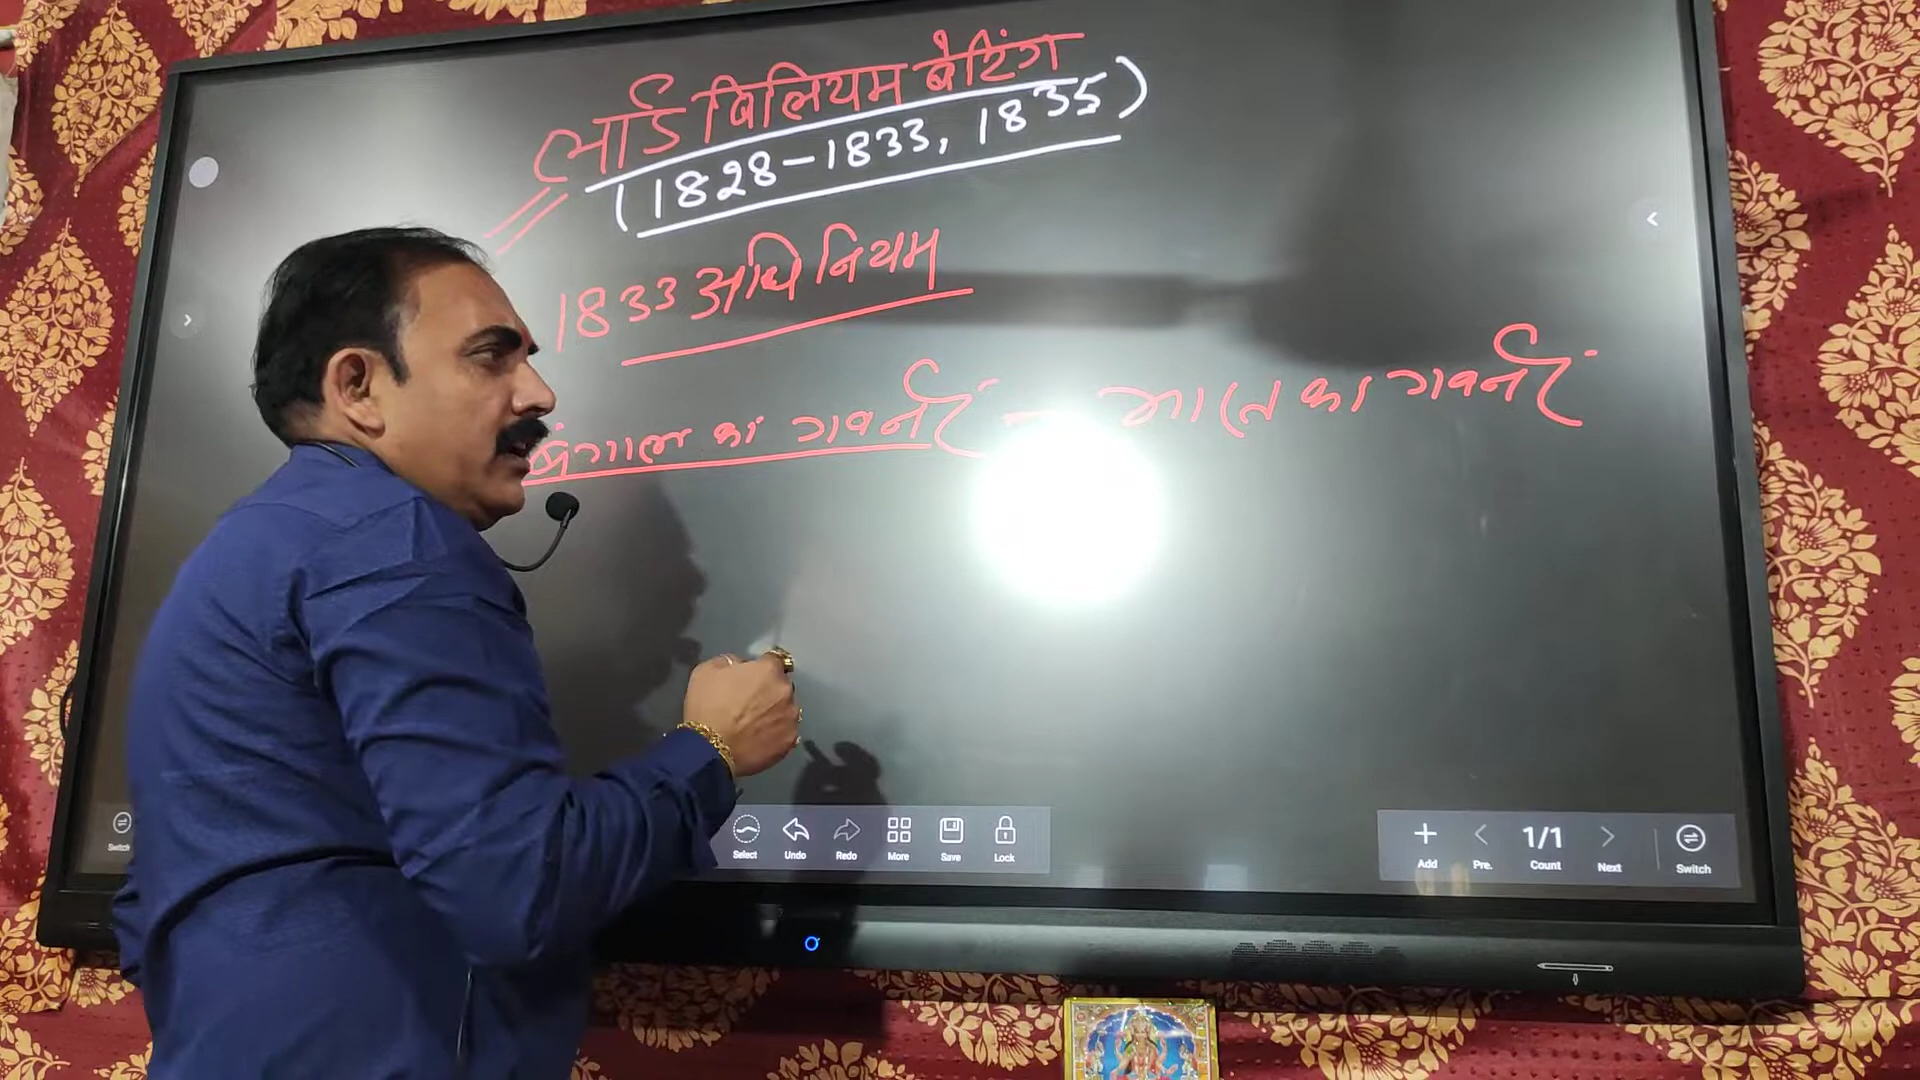 लार्ड विलियम बेटिंग
(1828-1833, 1835)
1833 अधिनियम
बंगाल का गवर्नर - भारत का गवर्नर
Switch
Select
Undo
Redo
More
Save
Lock
Add
Pre.
1/1
Count
Next
Switch